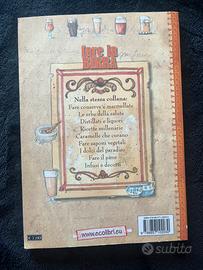 fare la
BIRRA
Nella stessa collana:
Fare conserve e marmellate
Le erbe della salute
Distillati e liquori
Ricette millenarie
Caramelle che curano
Fare saponi vegetali
I dolci del paradiso
Fare il pane
Infusi e decotti
www.ecolibri.eu
subito